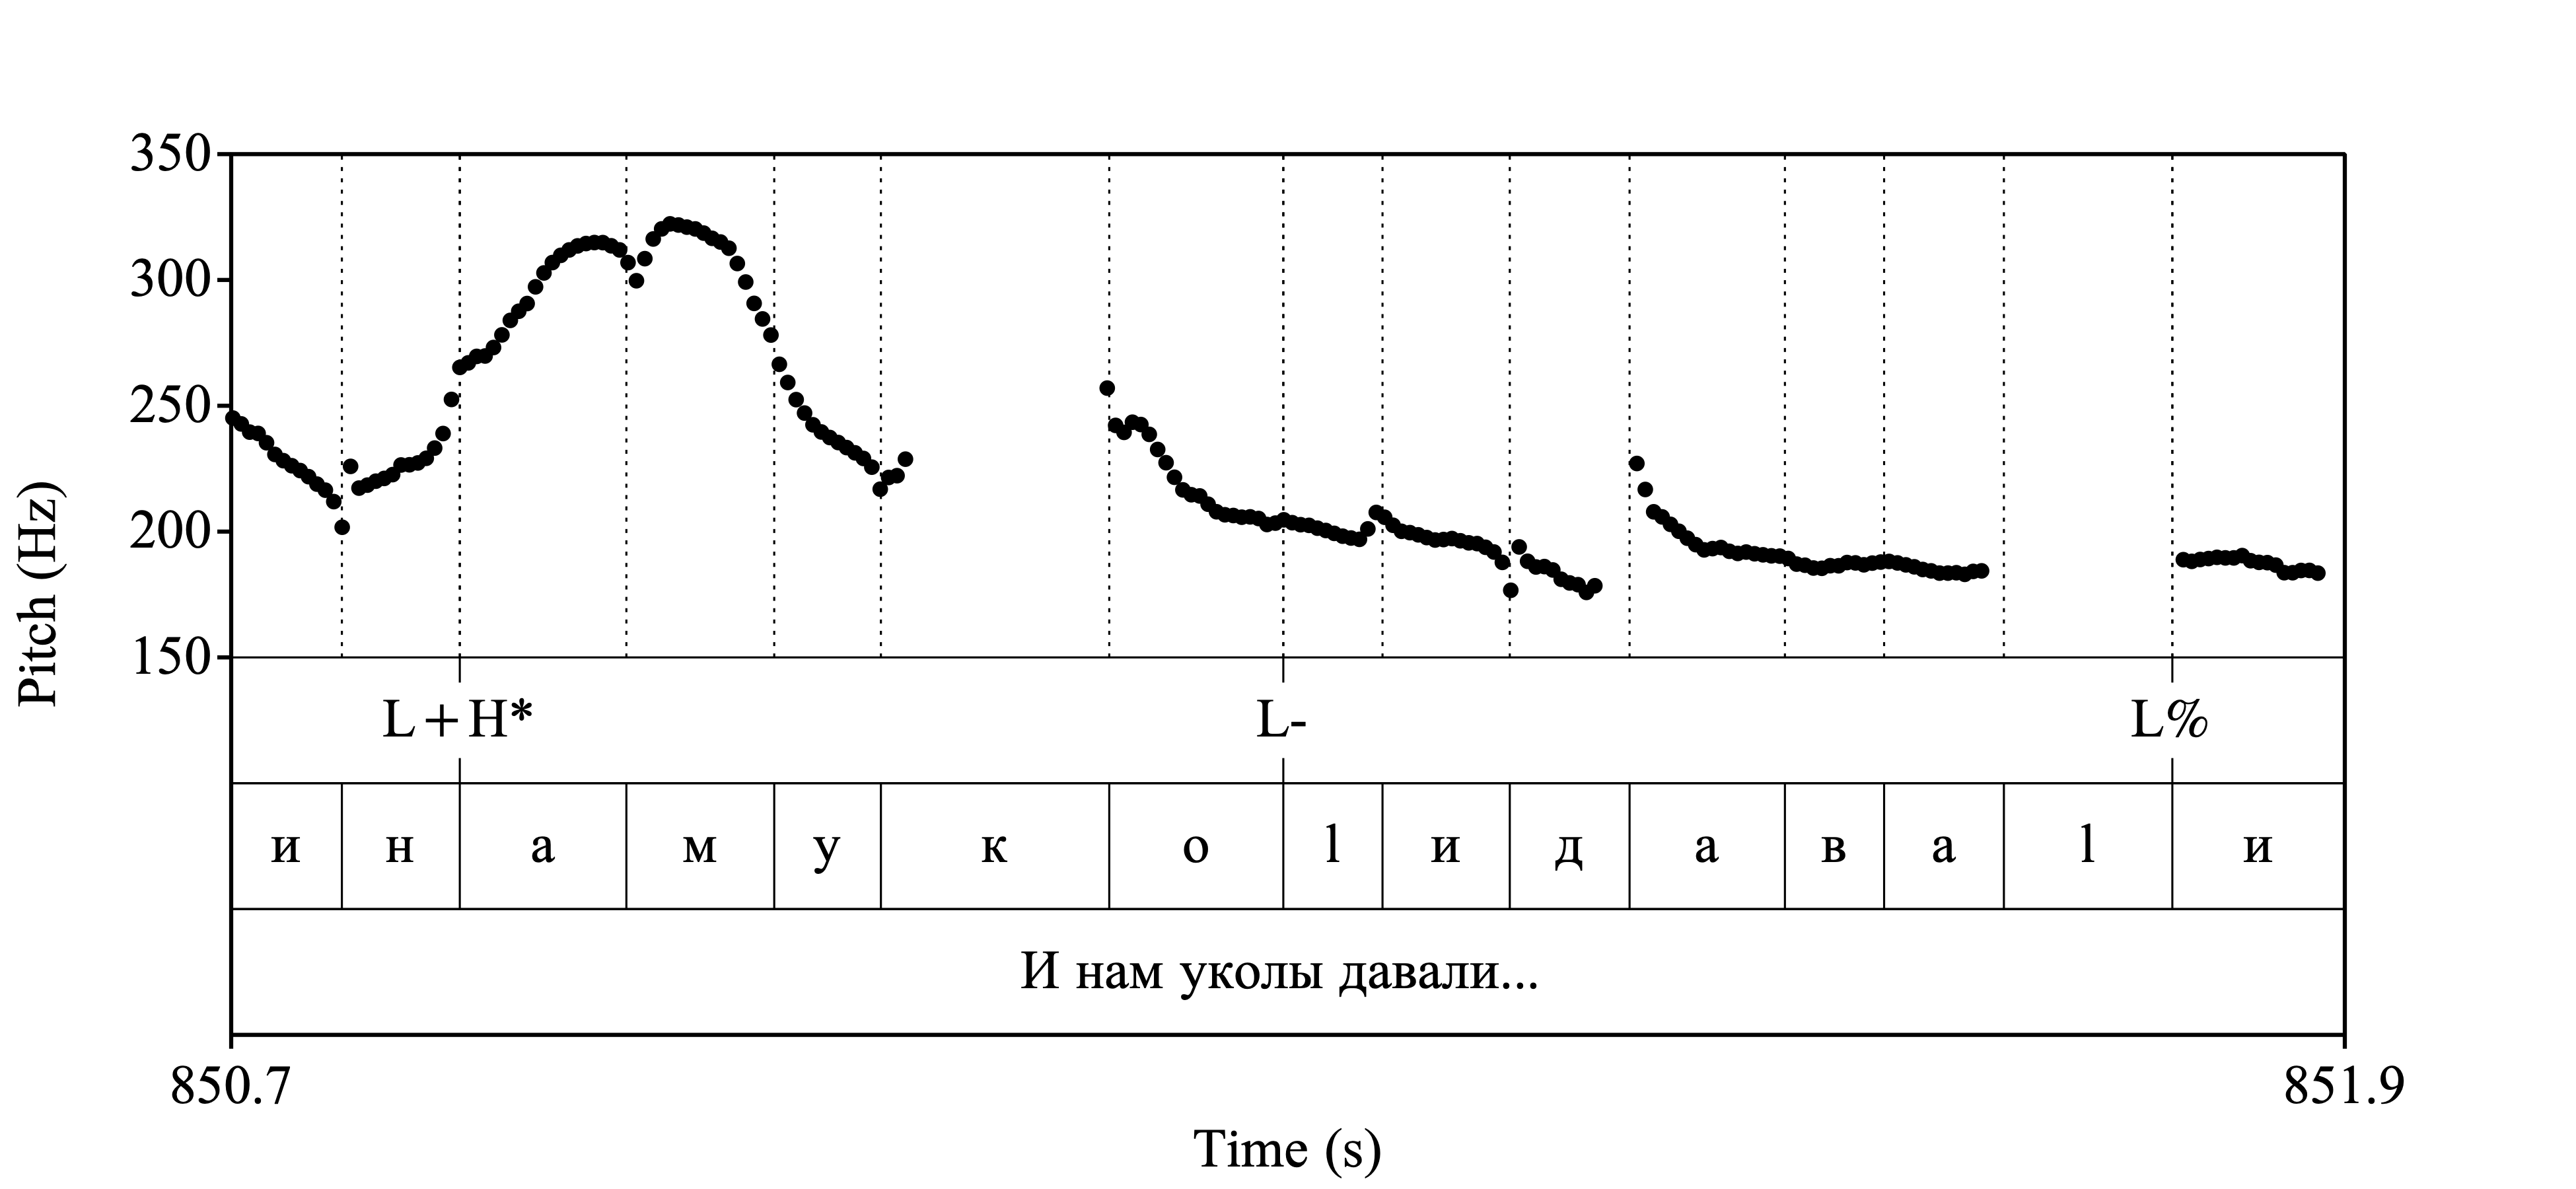 350
300
250
200
150
Pitch (Hz)
L+H* L- L%
и н а м у к о l и д а в а l и
И нам уколы давали...
850.7 851.9
Time (s)